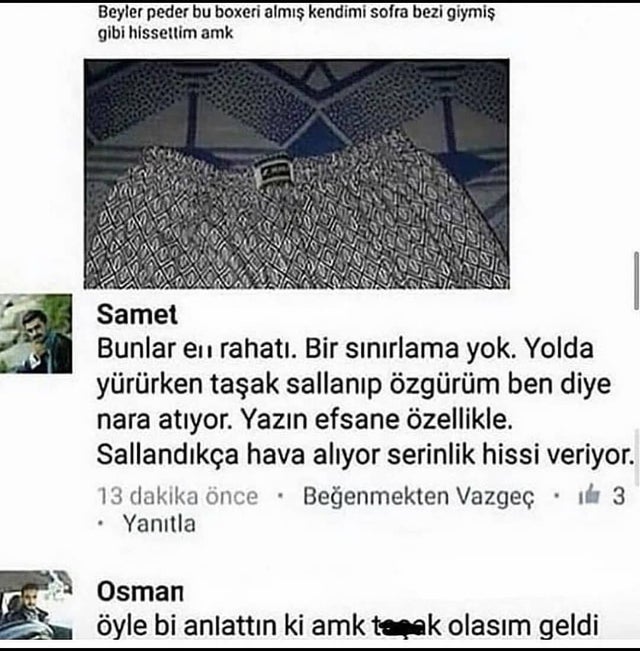 Beyler peder bu boxeri almış kendimi sofra bezi giymiş
gibi hissettim amk
Samet
Bunlar en rahatı. Bir sınırlama yok. Yolda
yürürken taşak sallanıp özgürüm ben diye
nara atıyor. Yazın efsane özellikle.
Sallandıkça hava alıyor serinlik hissi veriyor.
13 dakika önce · Beğenmekten Vazgeç · 3
· Yanıtla
Osman
öyle bi anlattın ki amk olasım geldi